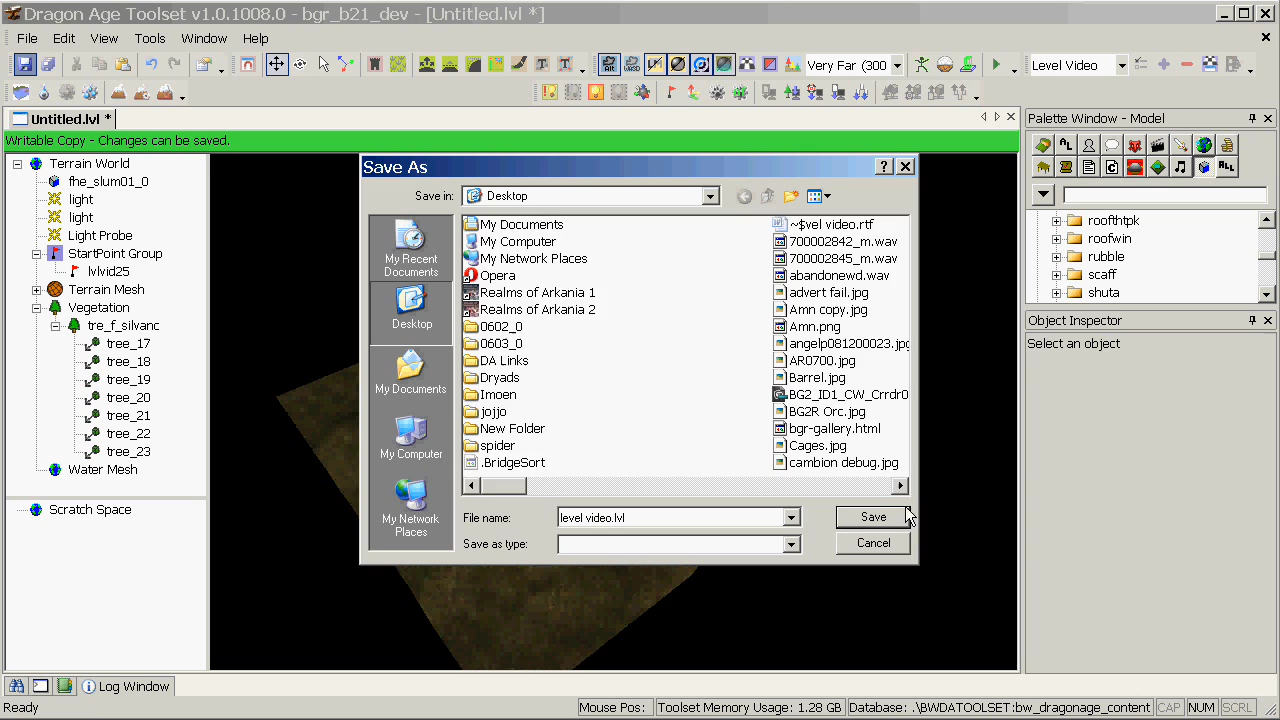 Dragon Age Toolset v1.0.1008.0 - bgr_b21_dev - [Untitled.lvl *]
File Edit View Tools Window Help
Very Far (300
Level Video
Untitled.lvl *
Writable Copy - Changes can be saved.
Terrain World
fhe_slum01_0
light
light
Light Probe
StartPoint Group
lvlvid25
Terrain Mesh
Vegetation
tre_f_silvanc
tree_17
tree_18
tree_19
tree_20
tree_21
tree_22
tree_23
Water Mesh
Scratch Space
Save As
Save in:
Desktop
My Recent Documents
Desktop
My Documents
My Computer
My Network Places
My Documents
My Computer
My Network Places
Opera
Realms of Arkania 1
Realms of Arkania 2
0602_0
0603_0
DA Links
Dryads
Imoen
jojjo
New Folder
spider
.BridgeSort
~$vel video.rtf
700002842_m.wav
700002845_m.wav
abandonewd.wav
advert fail.jpg
Amn copy.jpg
Amn.png
angelp081200023.jpg
AR0700.jpg
Barrel.jpg
BG2_ID1_CW_Crrdr0
BG2R Orc.jpg
bgr-gallery.html
Cages.jpg
cambion debug.jpg
File name:
level video.lvl
Save
Save as type:
Cancel
Palette Window - Model
roofthtpk
roofwin
rubble
scaff
shuta
Object Inspector
Select an object
Log Window
Ready
Mouse Pos:
Toolset Memory Usage: 1.28 GB
Database: .\BWDATOOLSET:bw_dragonage_content
CAP NUM SCRL